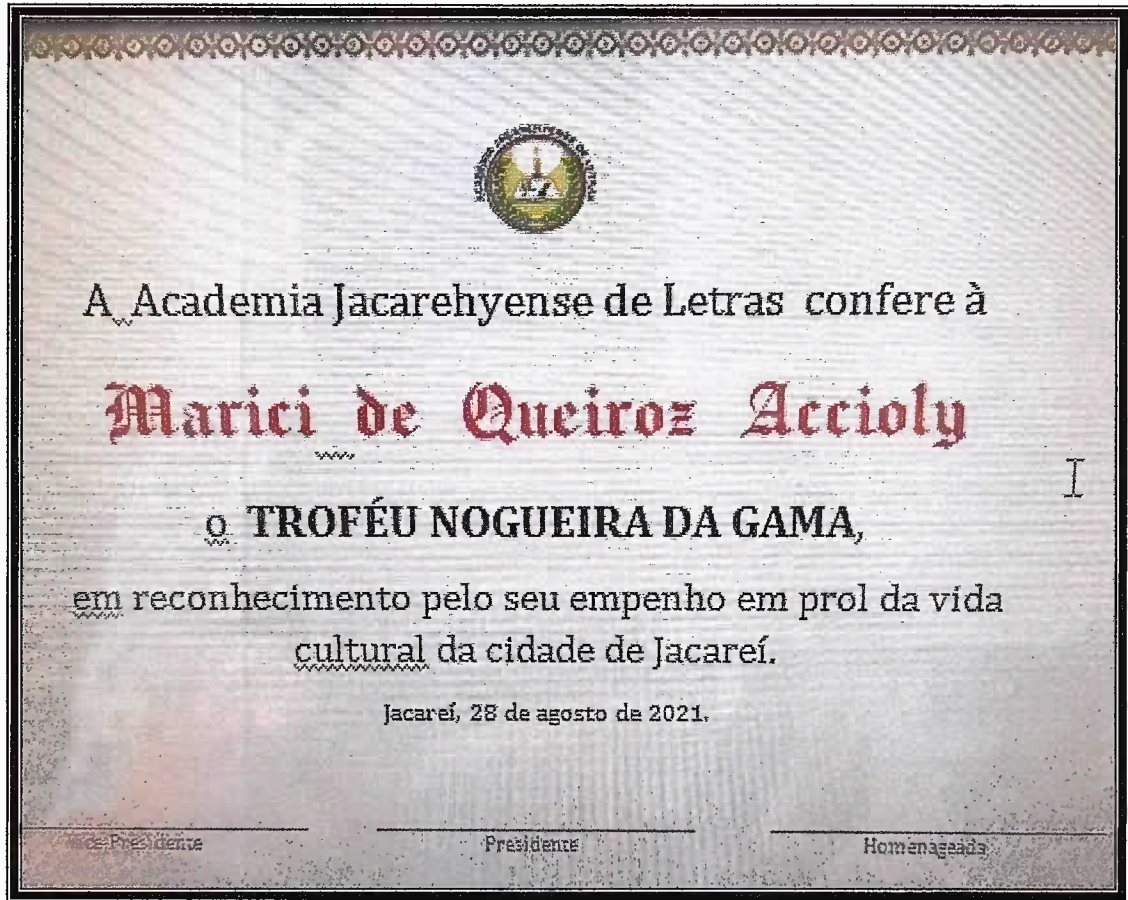 A Academia Jacarehyense de Letras confere à
Marici de Queiroz Accioly
o TROFÉU NOGUEIRA DA GAMA,
em reconhecimento pelo seu empenho em prol da vida
cultural da cidade de Jacareí.
Jacareí, 28 de agosto de 2021.
Vice-Presidente Presidente Homenageada